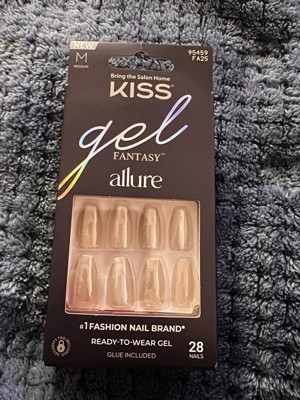 NEW
M
MEDIUM
95459
FA25
Bring the Salon Home
KISS
gel
FANTASY™
allure
#1 FASHION NAIL BRAND*
READY-TO-WEAR GEL
GLUE INCLUDED
28
NAILS